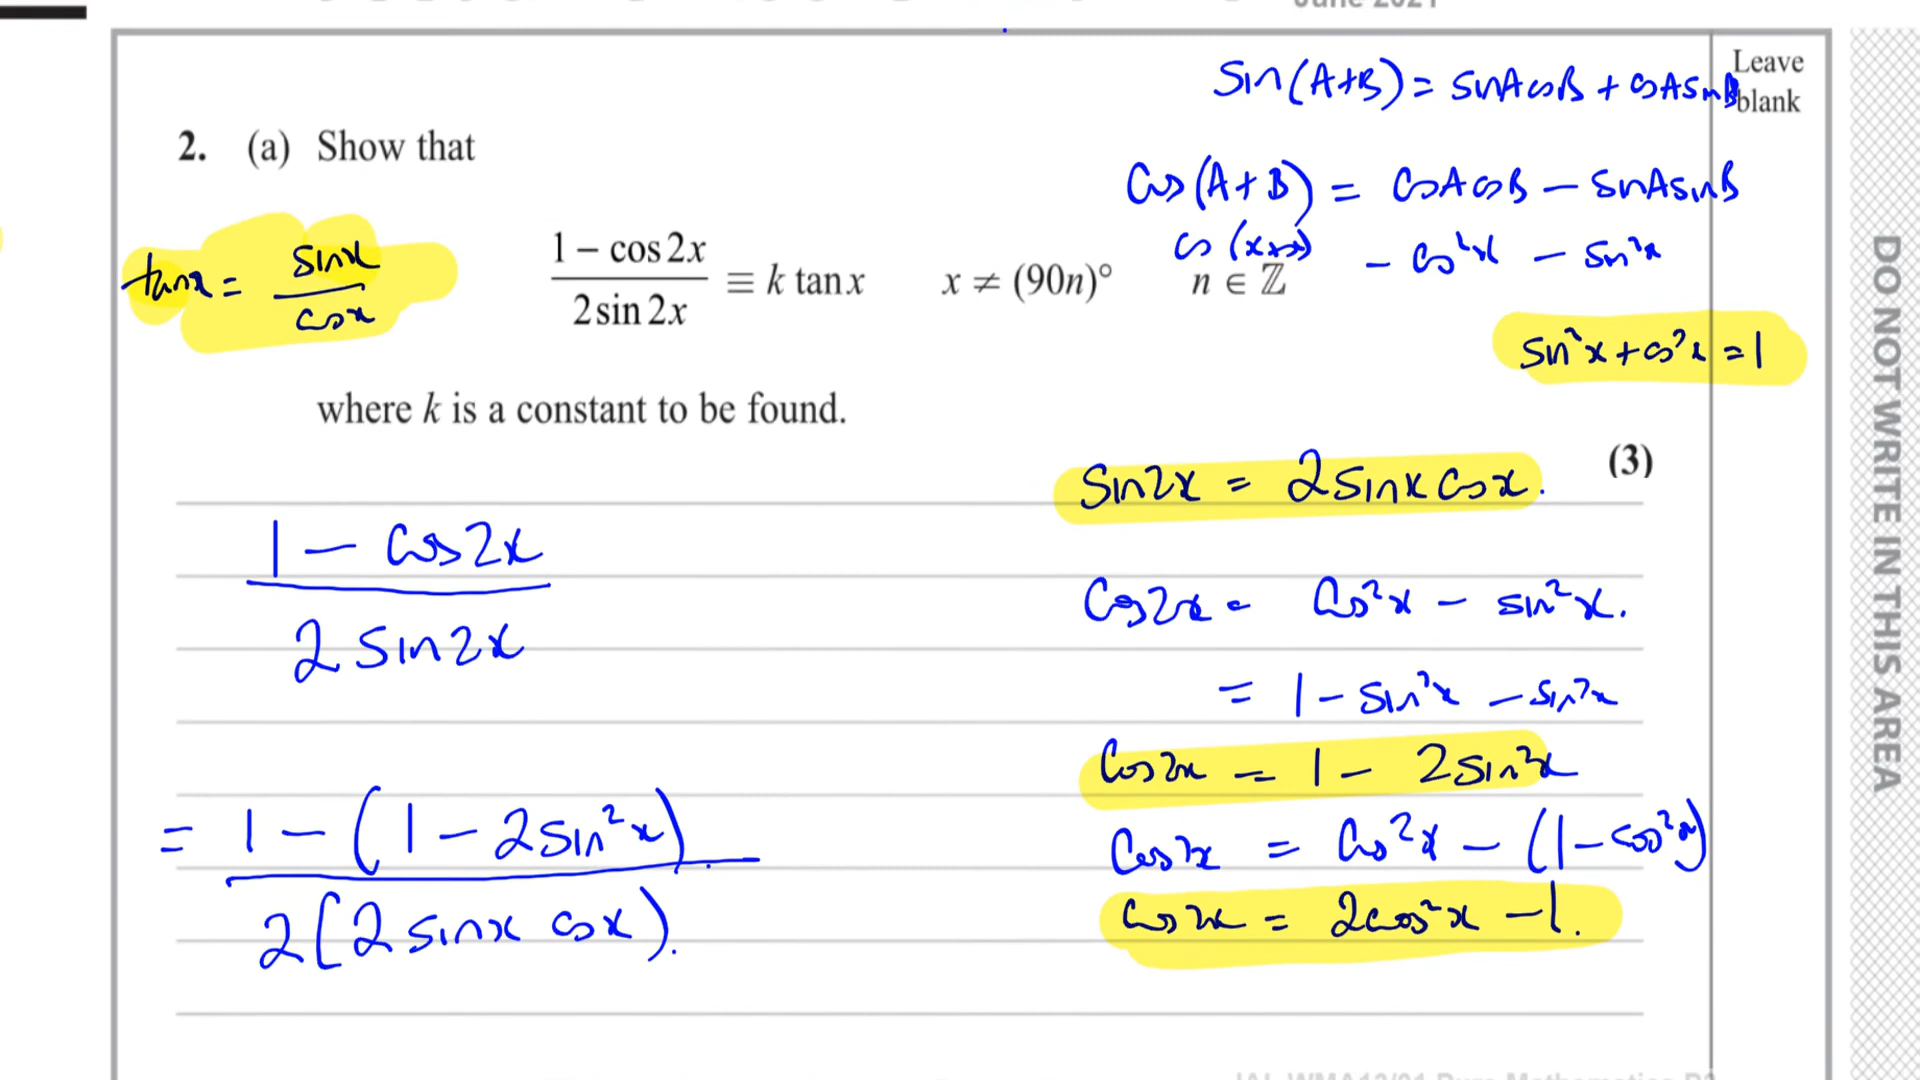 sin(A+B) = sinAcosB + cosAsinB
Leave
blank
2. (a) Show that
cos(A+B) = cosAcosB − sinAsinB
cos(x+x) = cos²x − sin²x
tanx = sinx / cosx
1 − cos 2x / 2 sin 2x ≡ k tan x    x ≠ (90n)°    n ∈ ℤ
sin²x + cos²x = 1
where k is a constant to be found.
(3)
sin2x = 2sinx cosx.
1 − cos2x / 2 sin2x
cos2x = cos²x − sin²x.
= 1 − sin²x − sin²x
cos2x = 1 − 2sin²x
= 1 − (1 − 2sin²x) / 2[2 sinx cosx).
cos2x = cos²x − (1−cos²x)
cos2x = 2cos²x − 1.
DO NOT WRITE IN THIS AREA